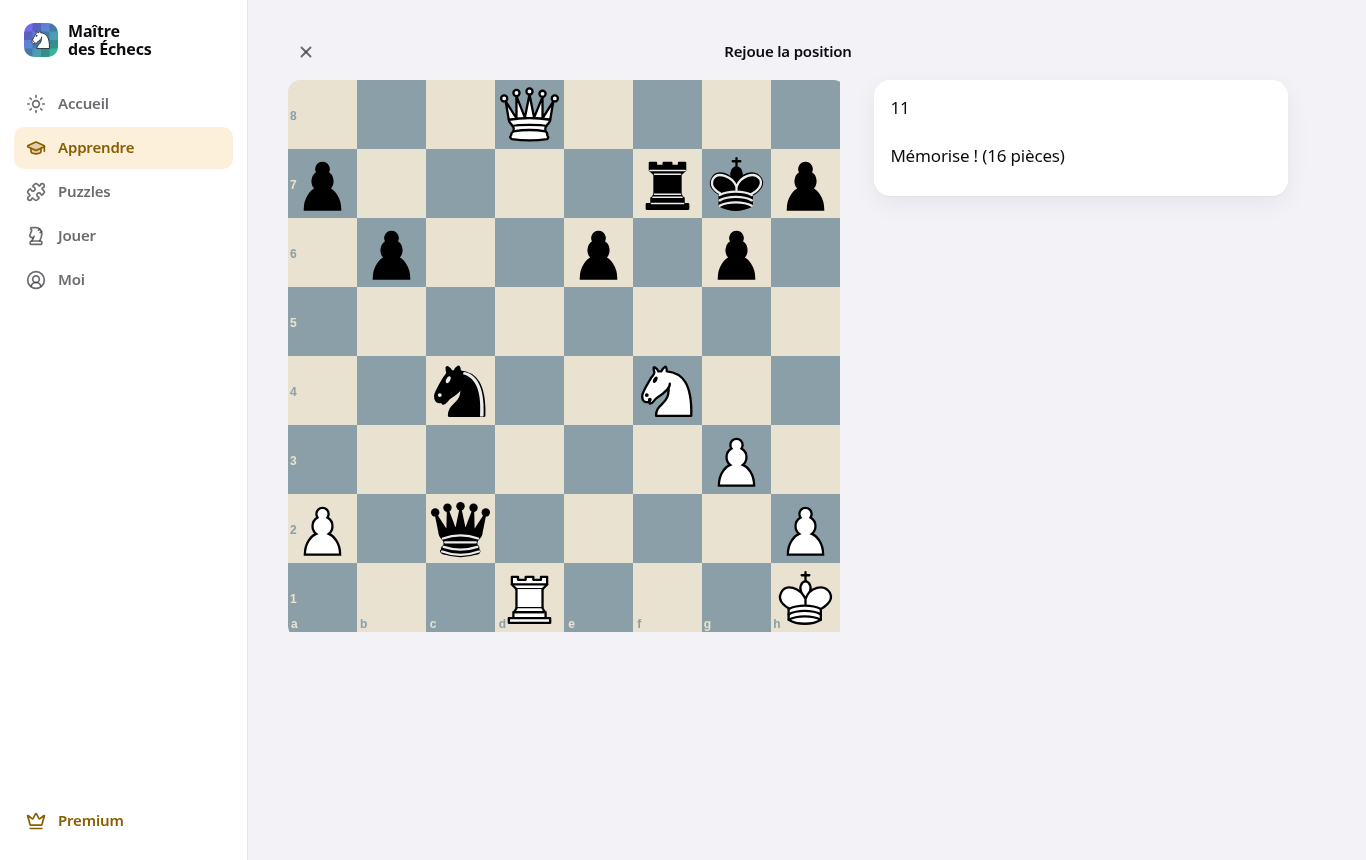 Maître
des Échecs
Accueil
Apprendre
Puzzles
Jouer
Moi
Premium
Rejoue la position
8
7
6
5
4
3
2
1
a b c d e f g h
11
Mémorise ! (16 pièces)